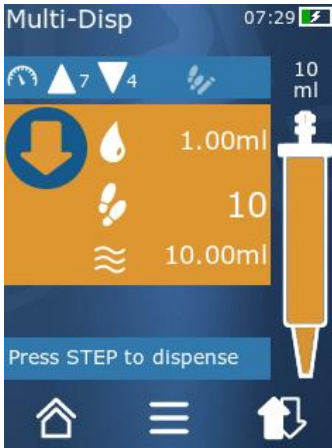 Multi-Disp 07:29
7 4
10
ml
1.00ml
10
10.00ml
Press STEP to dispense